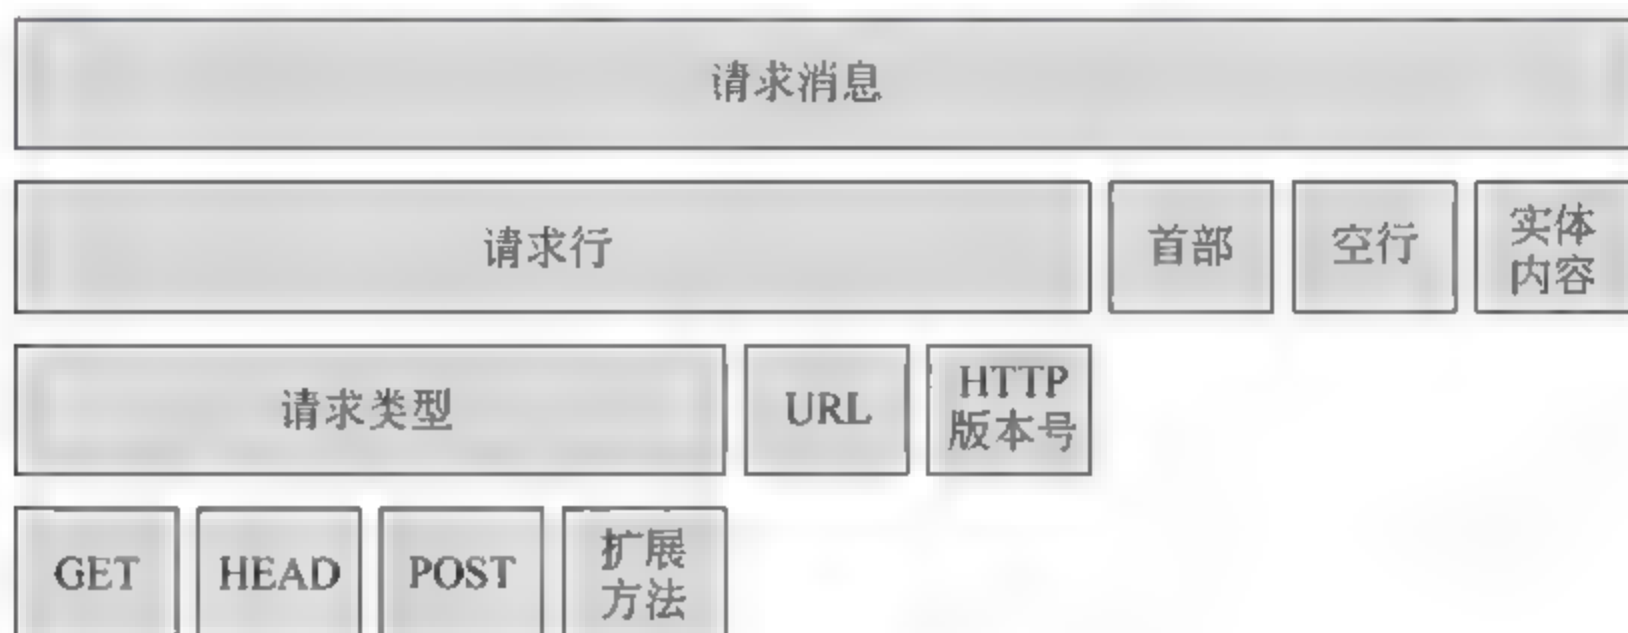 请求消息
请求行
首部
空行
实体
内容
请求类型
URL
HTTP
版本号
GET
HEAD
POST
扩展
方法